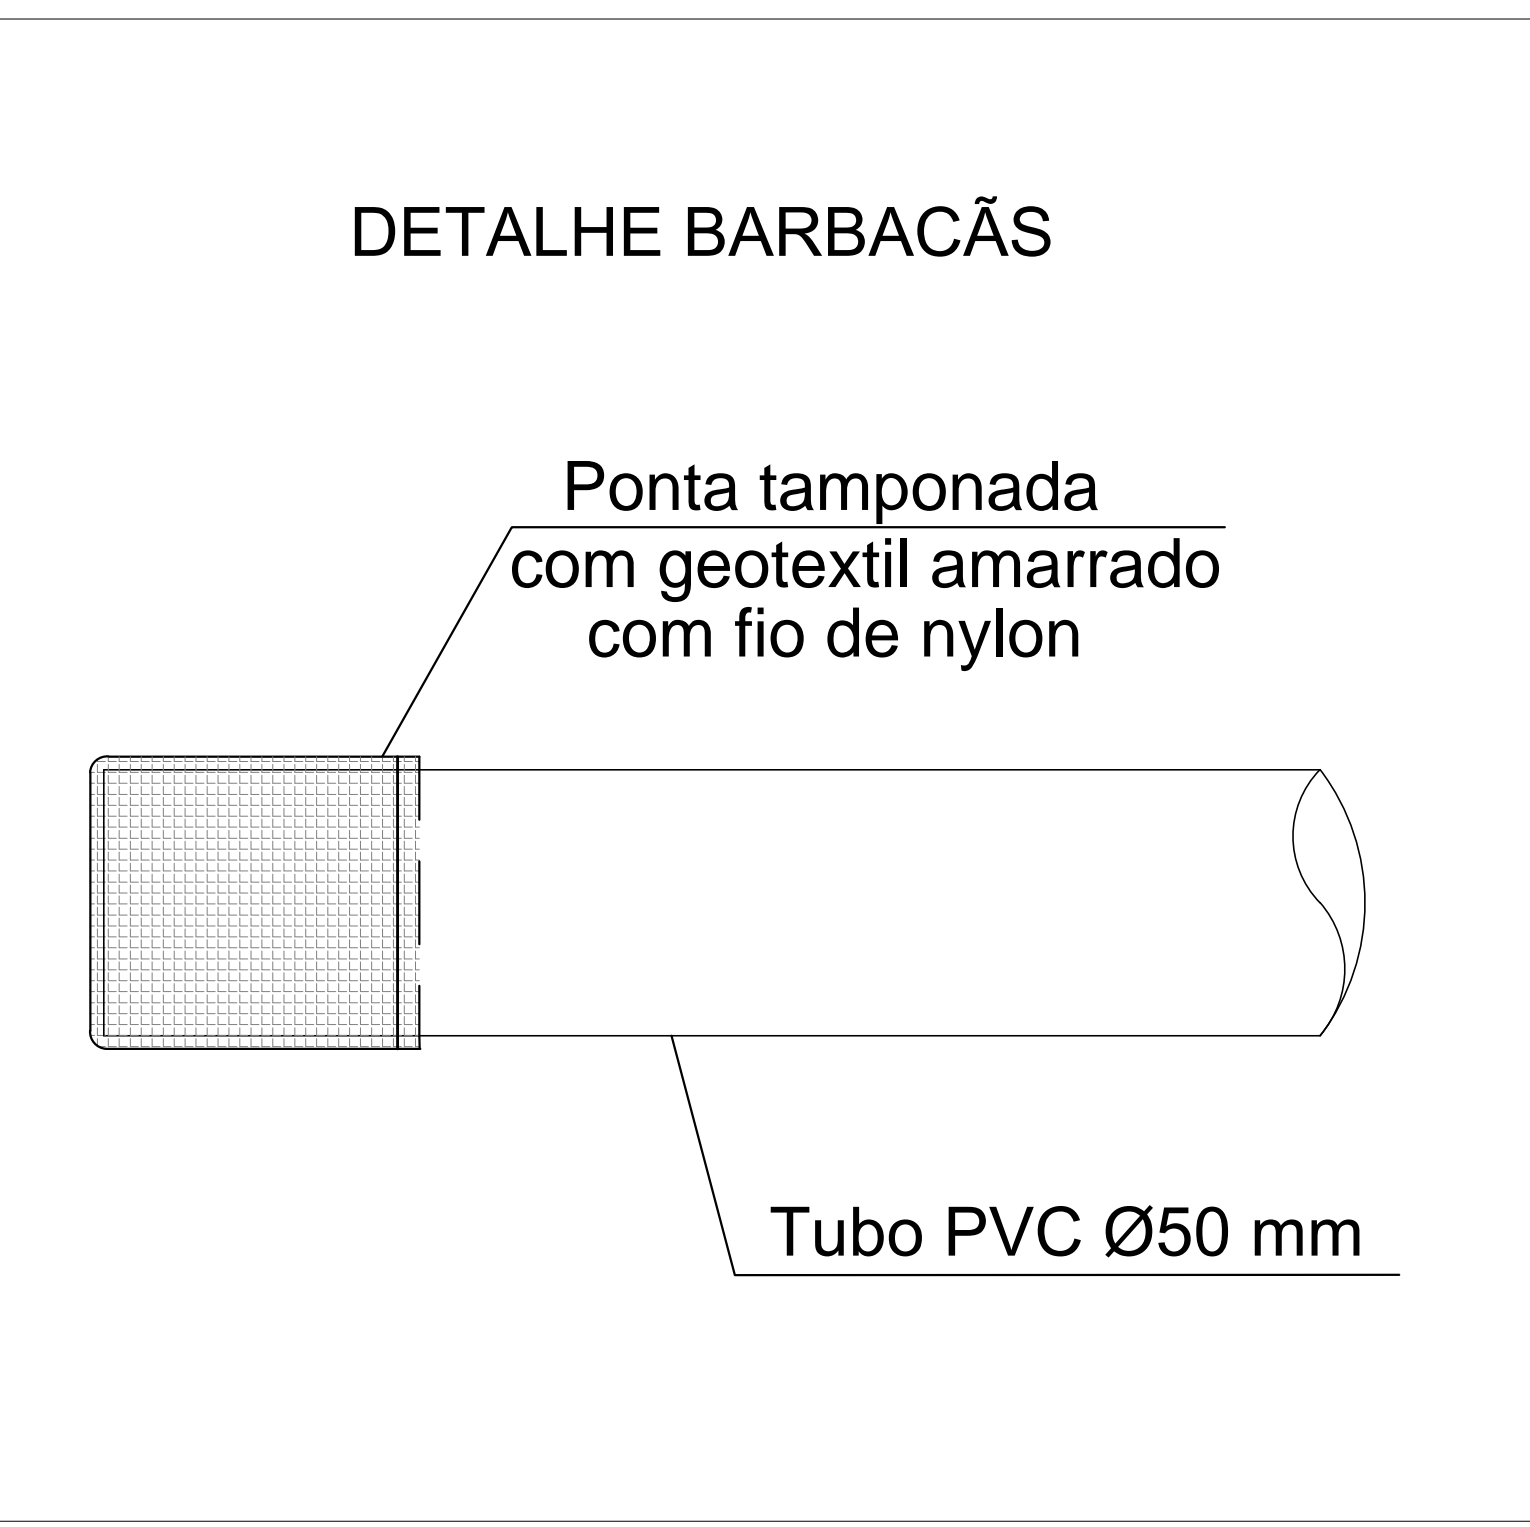 DETALHE BARBACÃS
Ponta tamponada
com geotextil amarrado
com fio de nylon
Tubo PVC Ø50 mm